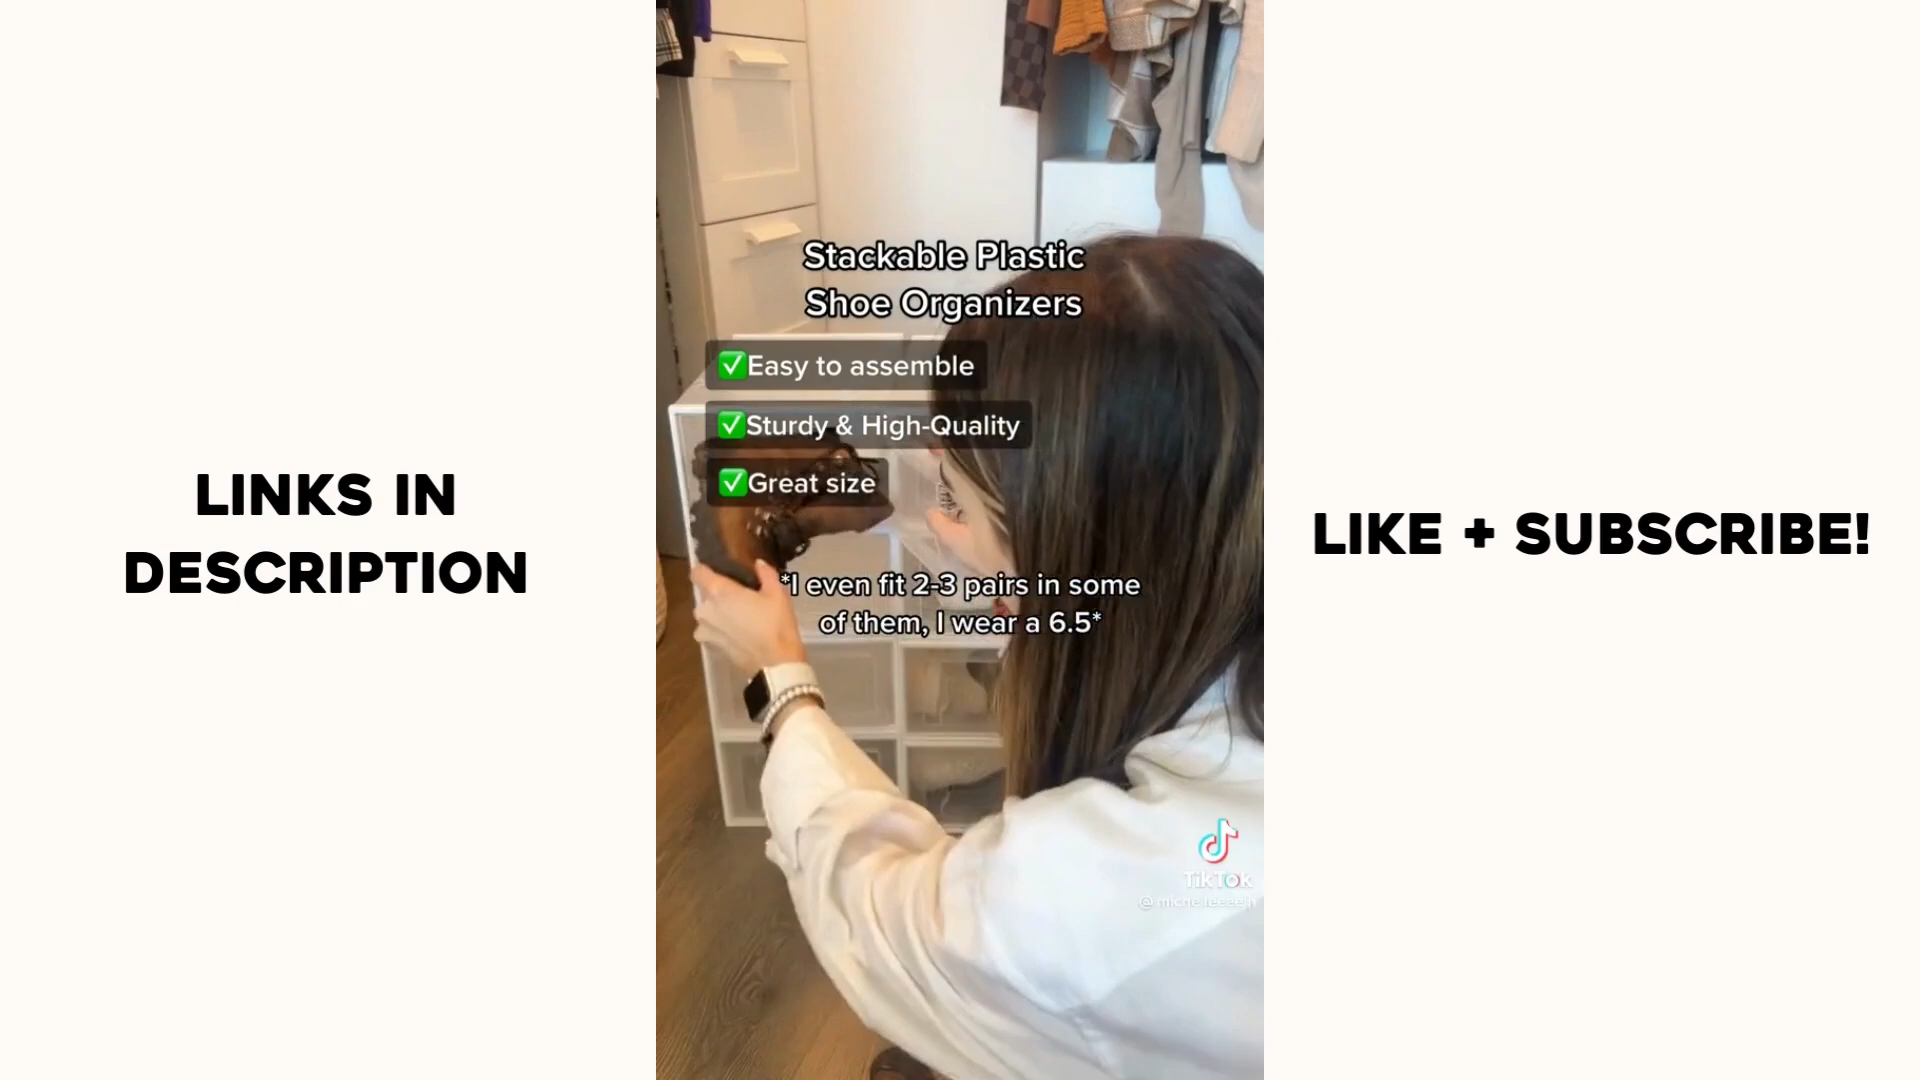 LINKS IN
DESCRIPTION
Stackable Plastic
Shoe Organizers
✅Easy to assemble
✅Sturdy & High-Quality
✅Great size
*I even fit 2-3 pairs in some
of them, I wear a 6.5*
TikTok
LIKE + SUBSCRIBE!